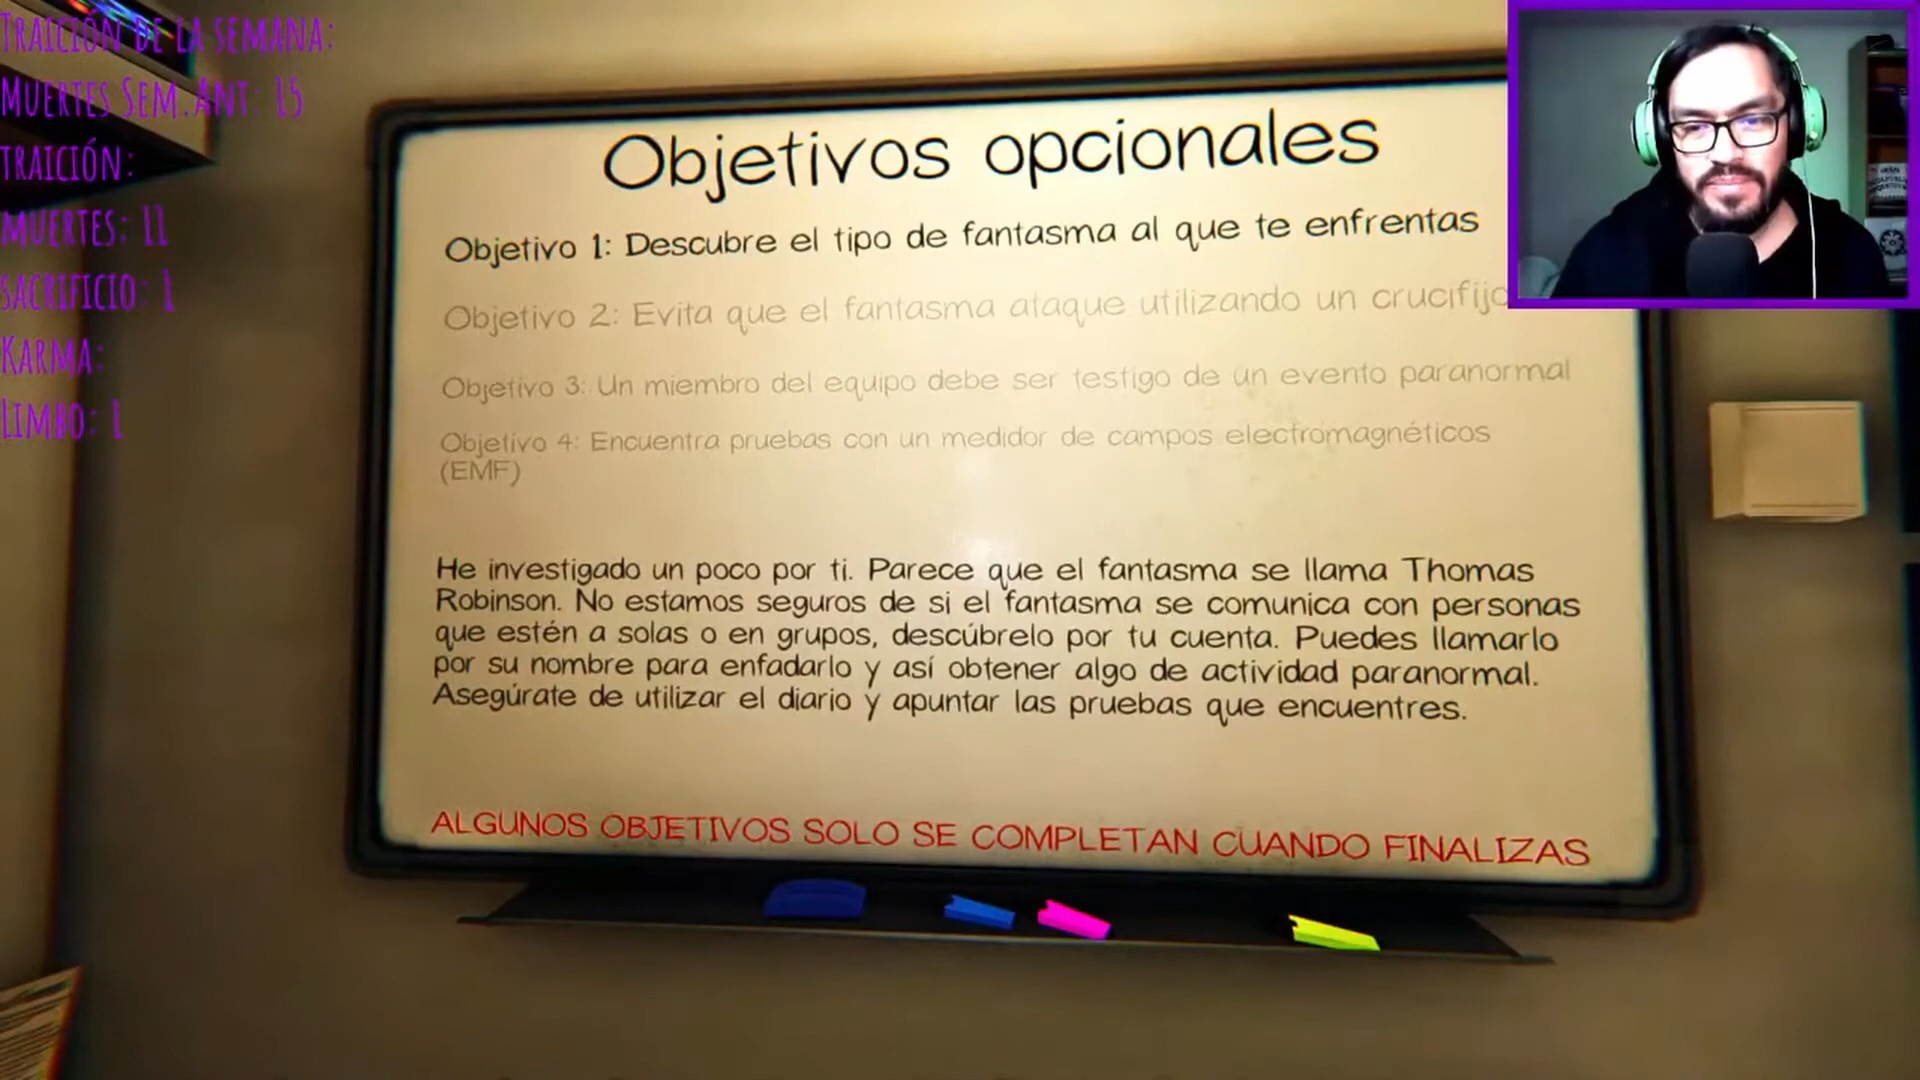 TRAICIÓN DE LA SEMANA:
MUERTES SEM.ANT: 15
TRAICIÓN:
MUERTES: 11
SACRIFICIO: 1
KARMA:
LIMBO: 1
Objetivos opcionales
Objetivo 1: Descubre el tipo de fantasma al que te enfrentas
Objetivo 2: Evita que el fantasma ataque utilizando un crucifijo
Objetivo 3: Un miembro del equipo debe ser testigo de un evento paranormal
Objetivo 4: Encuentra pruebas con un medidor de campos electromagnéticos
(EMF)
He investigado un poco por ti. Parece que el fantasma se llama Thomas
Robinson. No estamos seguros de si el fantasma se comunica con personas
que estén a solas o en grupos, descúbrelo por tu cuenta. Puedes llamarlo
por su nombre para enfadarlo y así obtener algo de actividad paranormal.
Asegúrate de utilizar el diario y apuntar las pruebas que encuentres.
ALGUNOS OBJETIVOS SOLO SE COMPLETAN CUANDO FINALIZAS